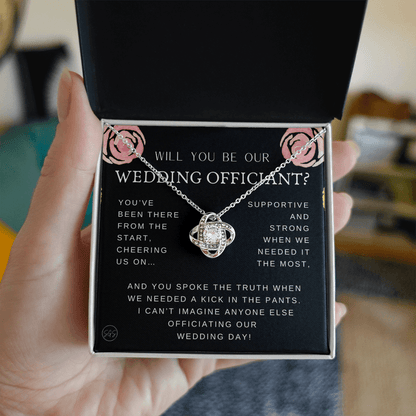 WILL YOU BE OUR
WEDDING OFFICIANT?
YOU'VE
BEEN THERE
FROM THE
START,
CHEERING
US ON...
SUPPORTIVE
AND
STRONG
WHEN WE
NEEDED IT
THE MOST,
AND YOU SPOKE THE TRUTH WHEN
WE NEEDED A KICK IN THE PANTS.
I CAN'T IMAGINE ANYONE ELSE
OFFICIATING OUR
WEDDING DAY!